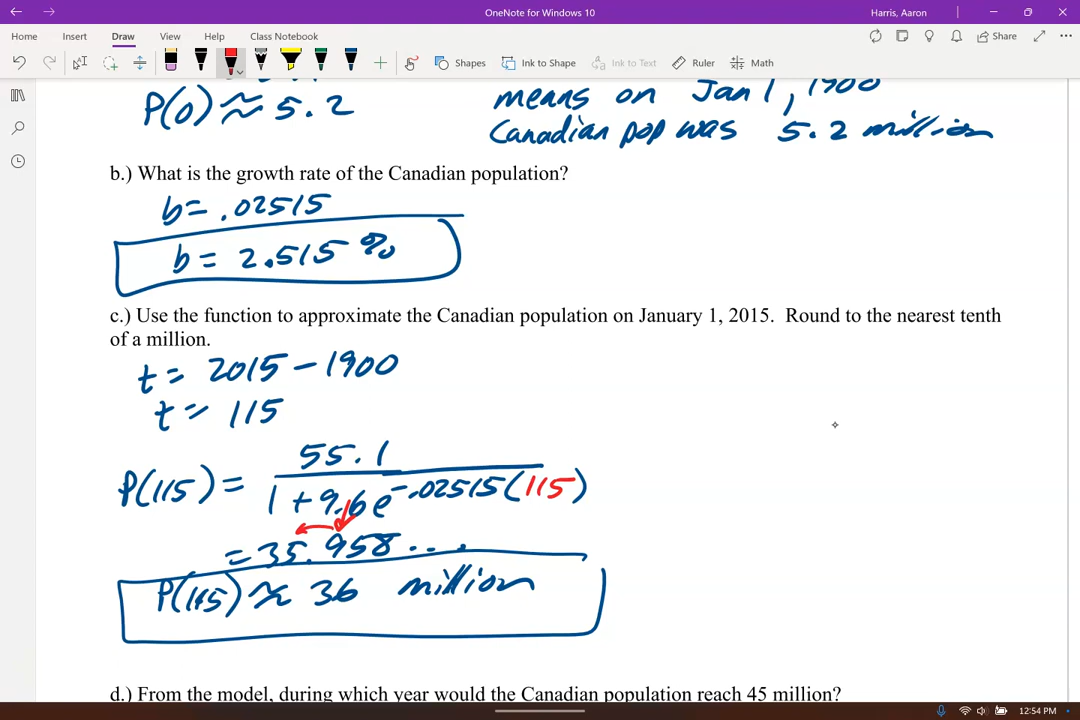 OneNote for Windows 10
Harris, Aaron
Home Insert Draw View Help Class Notebook
Share
Shapes Ink to Shape Ink to Text Ruler Math
means on Jan 1, 1900
P(0) ≈ 5.2
Canadian pop was 5.2 million
b.) What is the growth rate of the Canadian population?
b = .02515
b = 2.515 %
c.) Use the function to approximate the Canadian population on January 1, 2015. Round to the nearest tenth
of a million.
t = 2015 - 1900
t = 115
55.1
P(115) =
1 + 9.6e^-.02515(115)
= 35.958...
P(115) ≈ 36 million
d.) From the model, during which year would the Canadian population reach 45 million?
12:54 PM